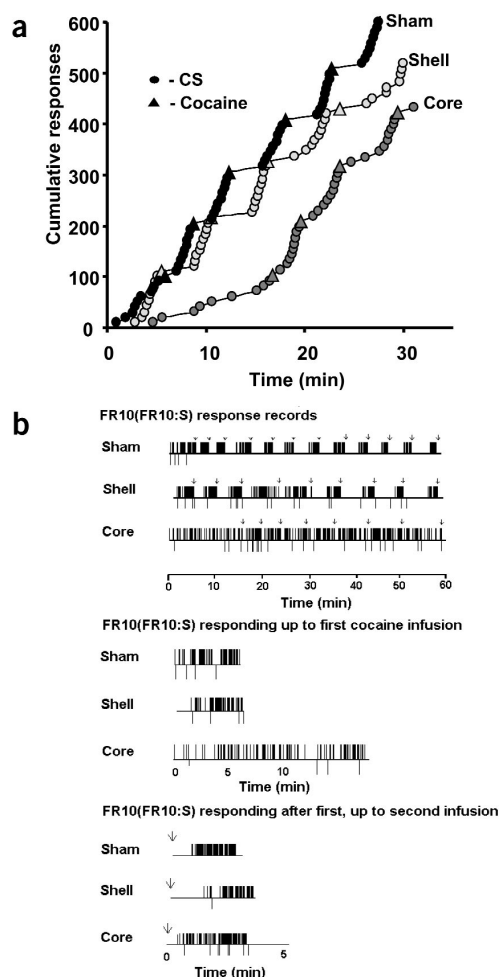 a
Cumulative responses
600
500
400
300
200
100
0
- CS
- Cocaine
Sham
Shell
Core
0 10 20 30
Time (min)
b
FR10(FR10:S) response records
Sham
Shell
Core
0 10 20 30 40 50 60
Time (min)
FR10(FR10:S) responding up to first cocaine infusion
Sham
Shell
Core
0 5 10
Time (min)
FR10(FR10:S) responding after first, up to second infusion
Sham
Shell
Core
0 5
Time (min)